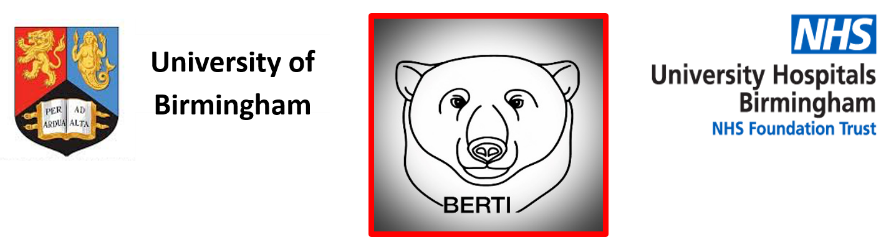 PER AD
ARDUA ALTA
University of
Birmingham
BERTI
NHS
University Hospitals
Birmingham
NHS Foundation Trust